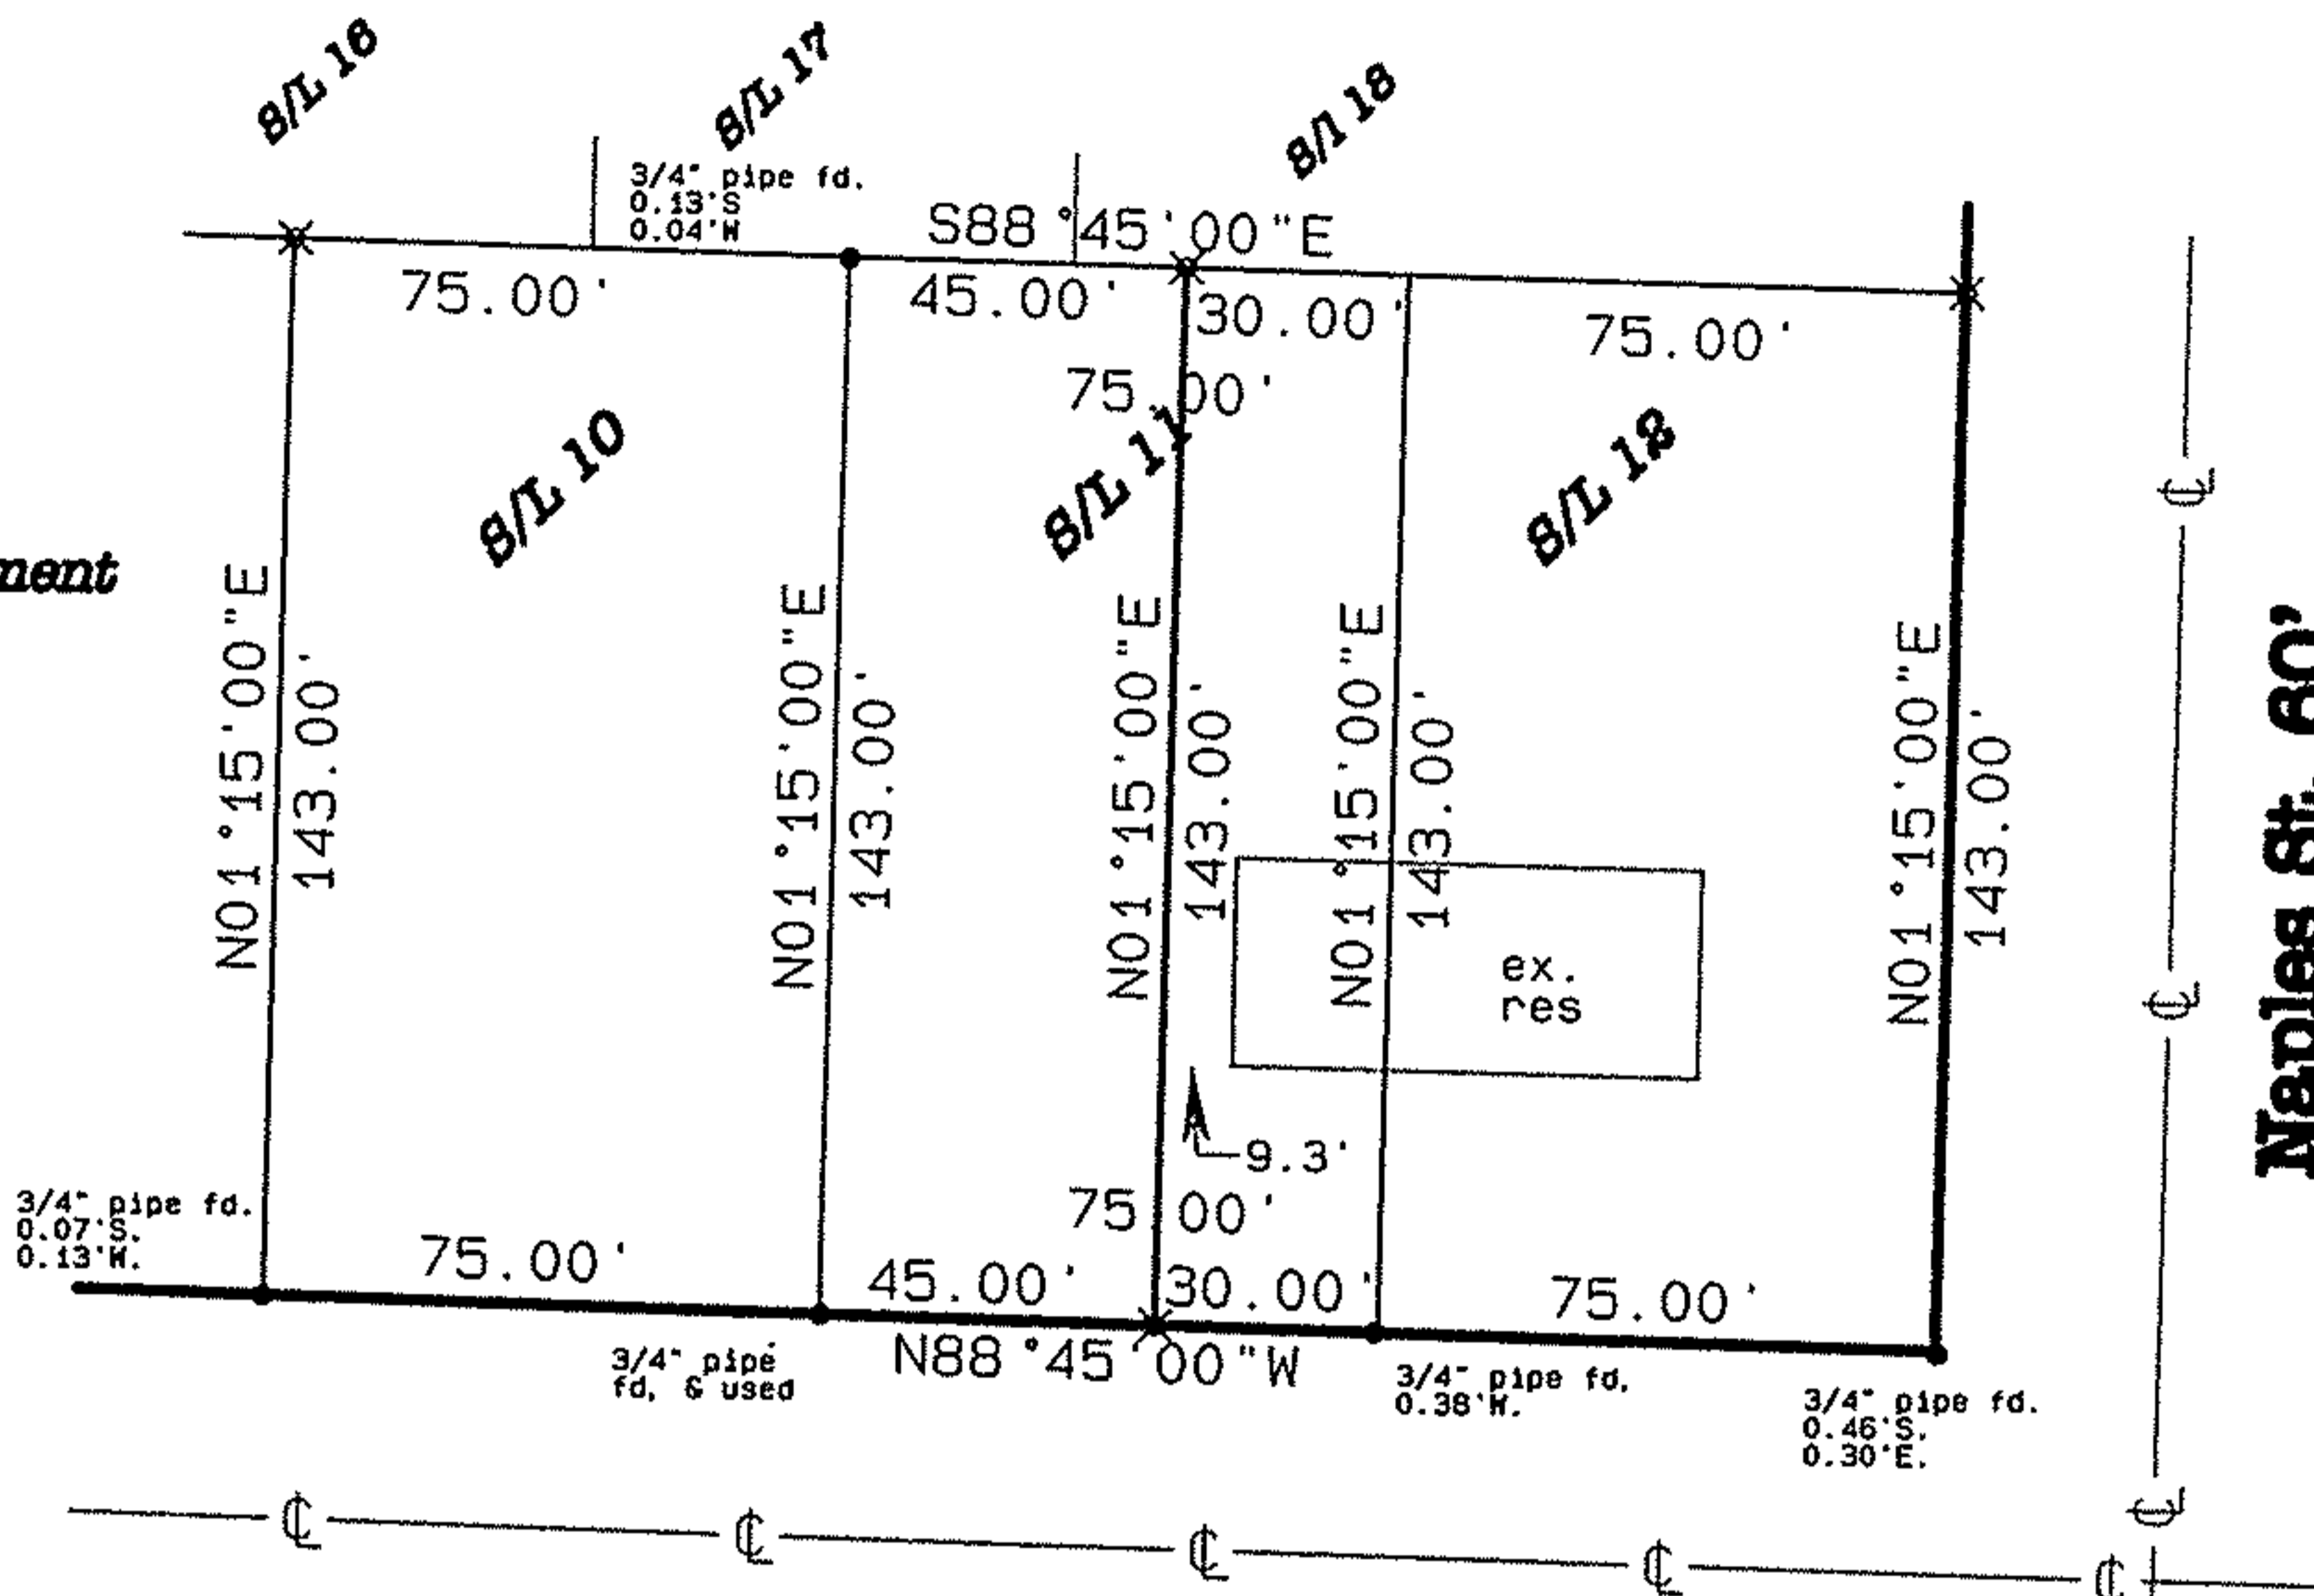 S/L 16
S/L 17
S/l 18
3/4" pipe fd.
0.13'S
0.04'W
S88°45'00"E
75.00'
45.00'
30.00'
75.00'
75.00'
S/L 10
S/L 11
S/L 12
N01°15'00"E
143.00'
N01°15'00"E
143.00'
N01°15'00"E
143.00'
N01°15'00"E
143.00'
N01°15'00"E
143.00'
ex.
res
9.3'
Naples St. 60'
3/4" pipe fd.
0.07'S.
0.13'W.
75.00'
75.00'
45.00'
30.00'
75.00'
N88°45'00"W
3/4" pipe
fd. & used
3/4" pipe fd.
0.38'W.
3/4" pipe fd.
0.46'S.
0.30'E.